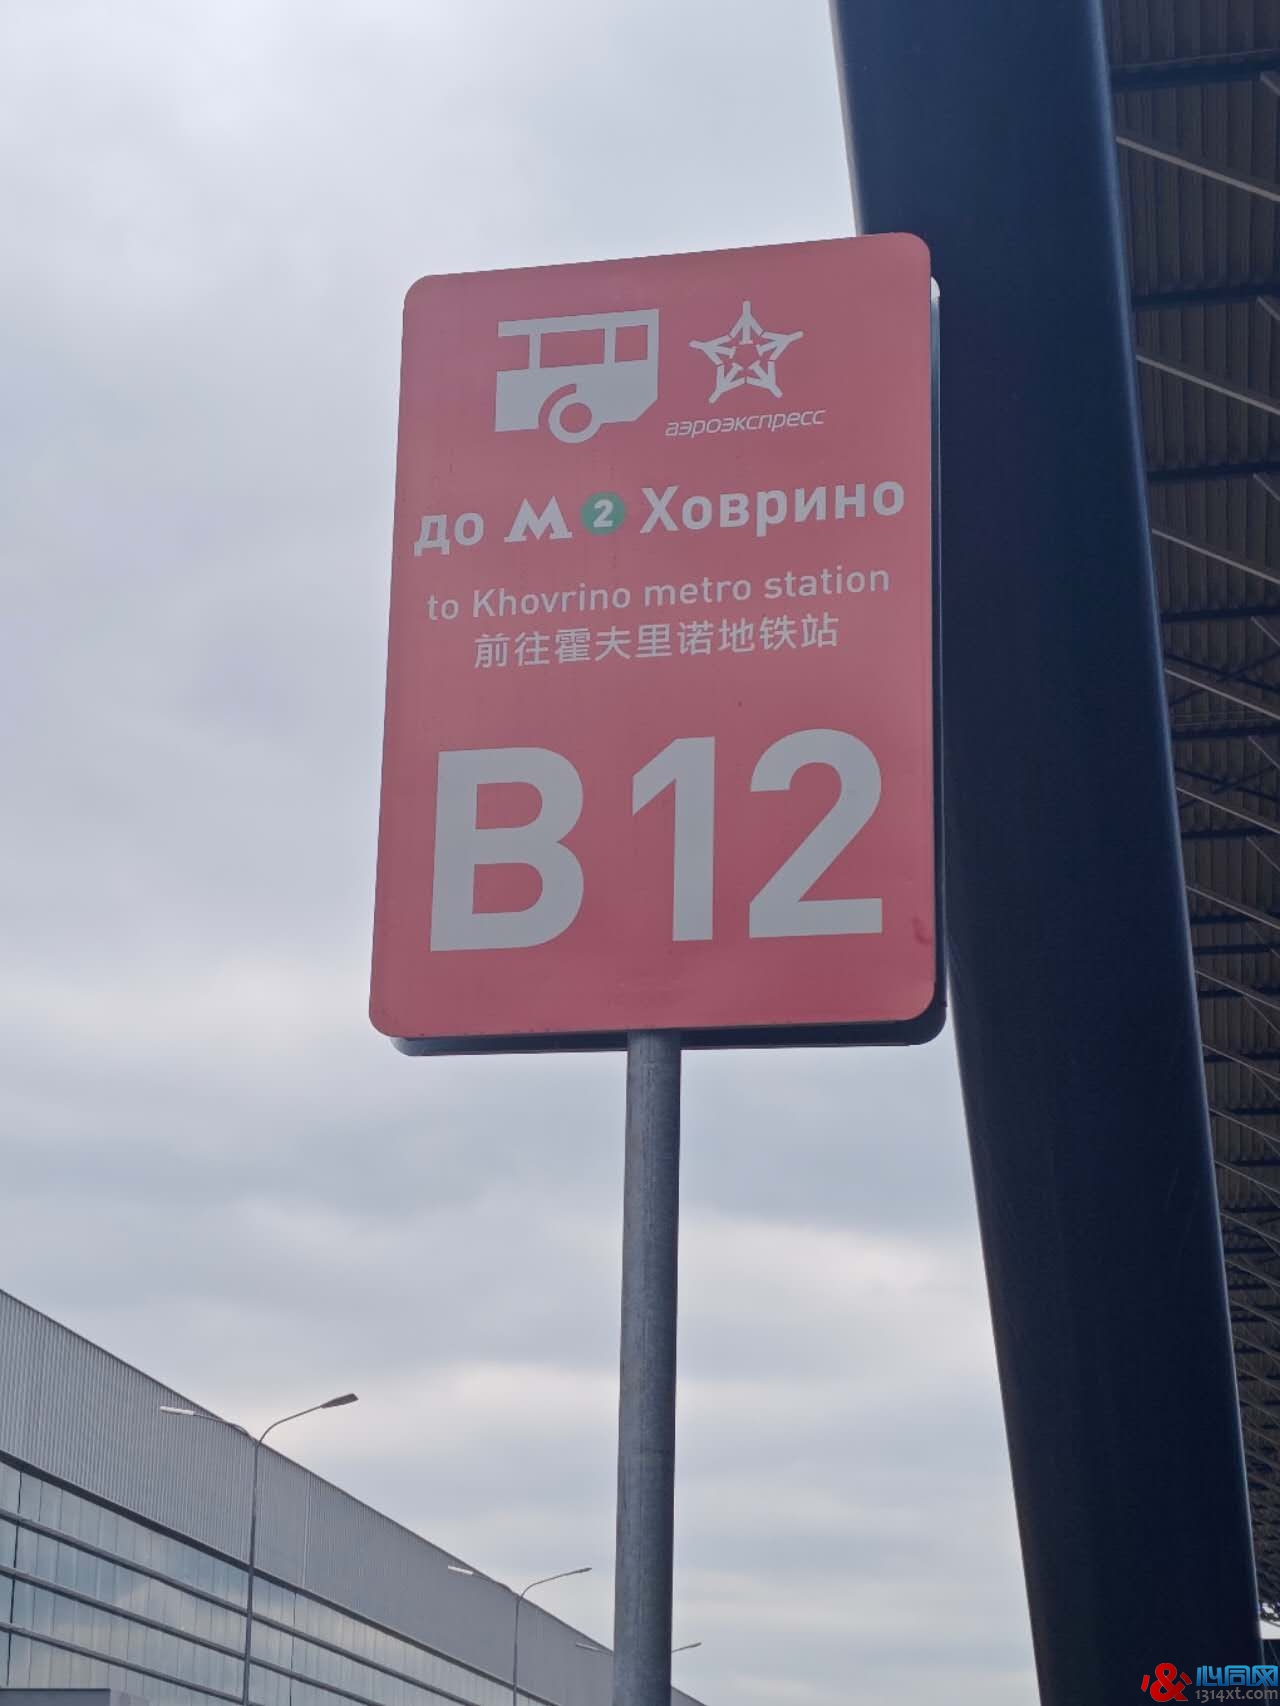 аэроэкспресс
до М 2 Ховрино
to Khovrino metro station
前往霍夫里诺地铁站
B12
& 心同网
1314xt.com